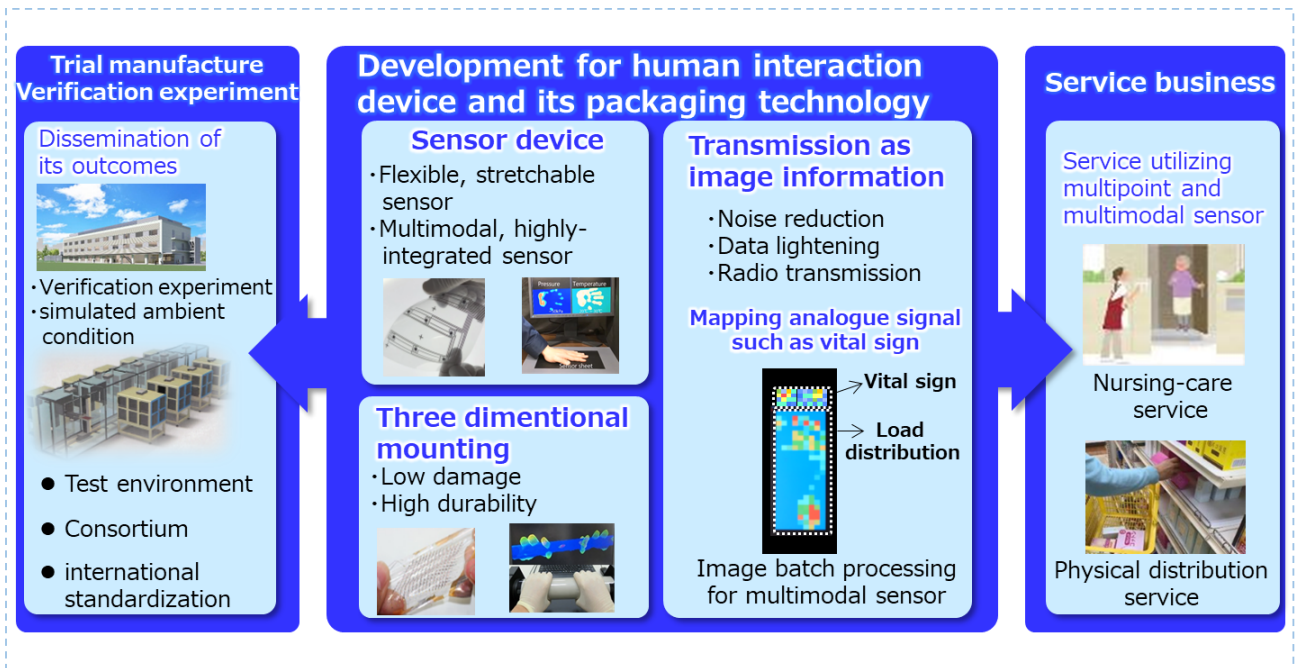 Trial manufacture
Verification experiment
Dissemination of
its outcomes
・Verification experiment
・simulated ambient
condition
● Test environment
● Consortium
● international
standardization
Development for human interaction
device and its packaging technology
Sensor device
・Flexible, stretchable
sensor
・Multimodal, highly-
integrated sensor
Pressure
Temperature
Sensor sheet
Three dimentional
mounting
・Low damage
・High durability
Transmission as
image information
・Noise reduction
・Data lightening
・Radio transmission
Mapping analogue signal
such as vital sign
Vital sign
Load
distribution
Image batch processing
for multimodal sensor
Service business
Service utilizing
multipoint and
multimodal sensor
Nursing-care
service
Physical distribution
service